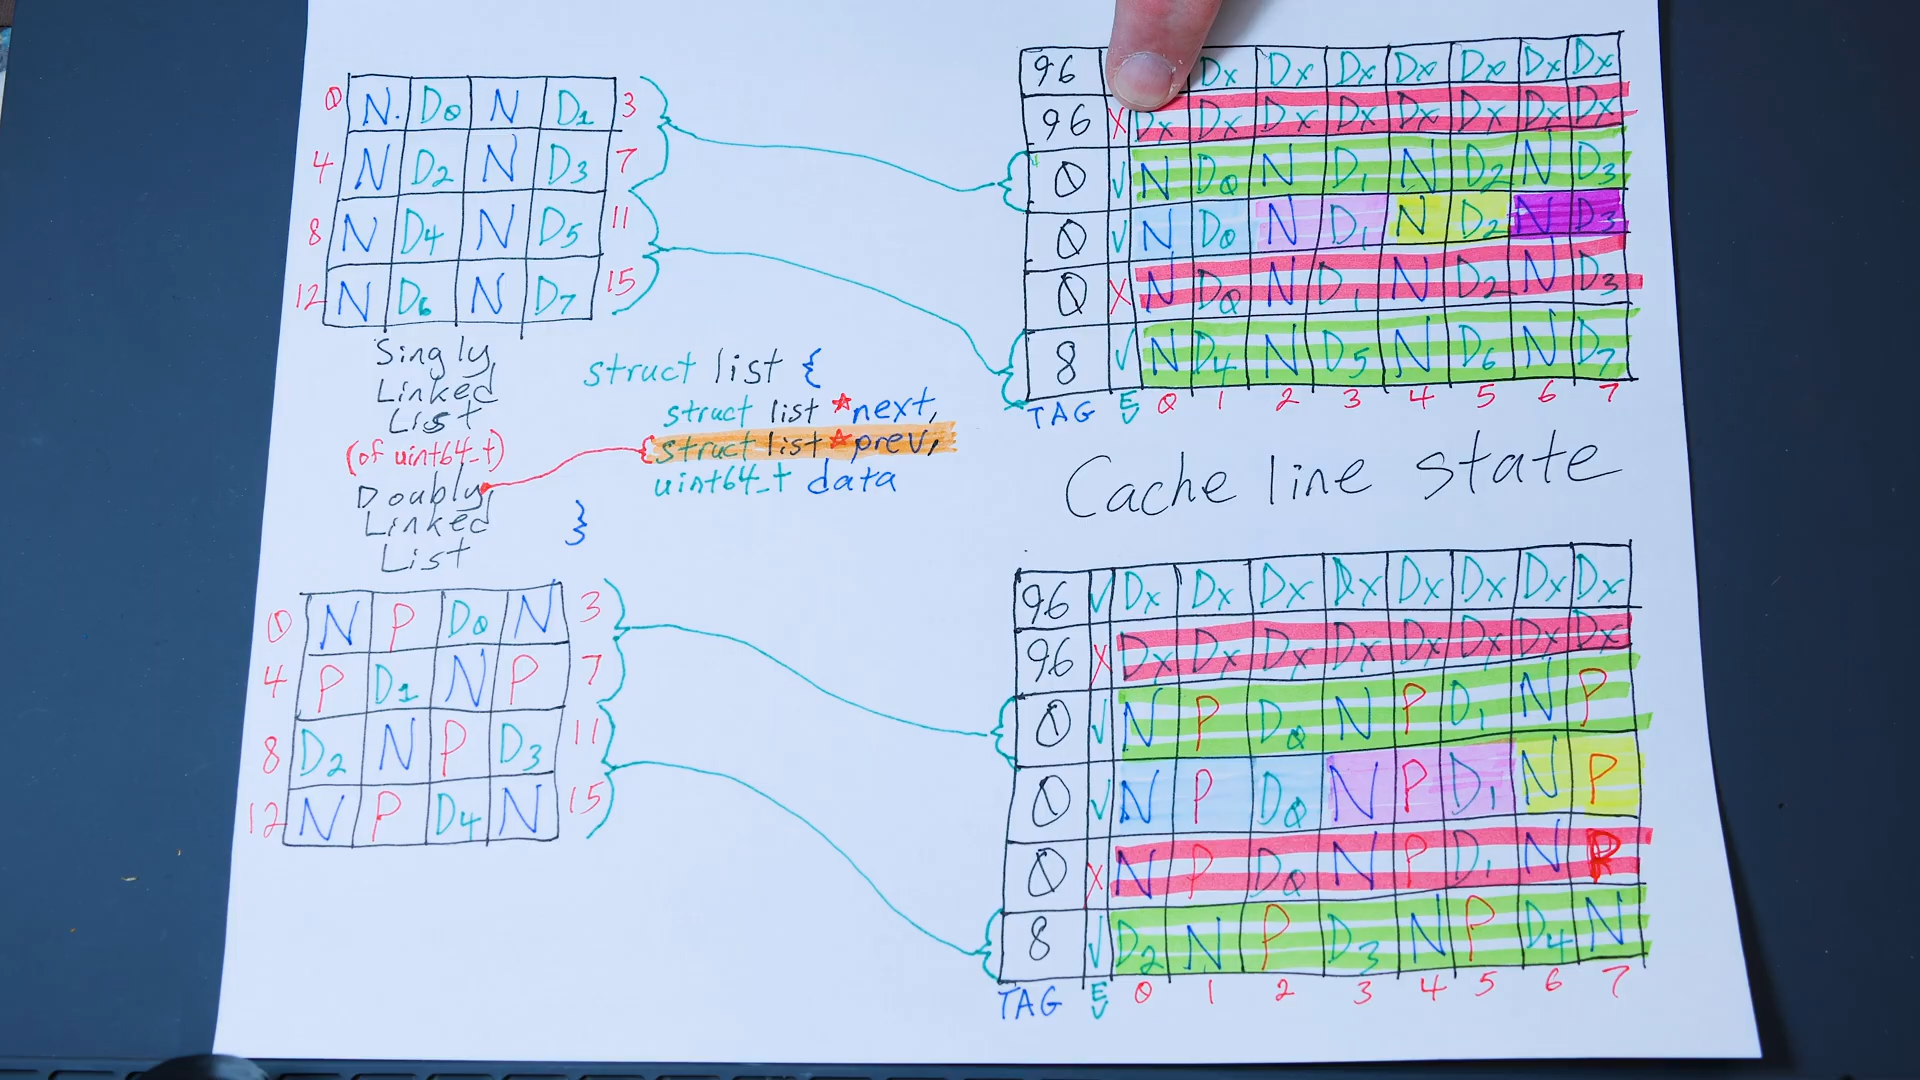 0 N. D0 N D1 3
4 N D2 N D3 7
8 N D4 N D5 11
12 N D6 N D7 15
Singly
Linked
List
(of uint64_t)
Doubly
Linked
List
struct list {
struct list *next,
struct list *prev,
uint64_t data
}
0 N P D0 N 3
4 P D1 N P 7
8 D2 N P D3 11
12 N P D4 N 15
96 Dx Dx Dx Dx Dx Dx Dx
96 X Dx Dx Dx Dx Dx Dx Dx Dx
0 ✓ N D0 N D1 N D2 N D3
0 ✓ N D0 N D1 N D2 N D3
0 X N D0 N D1 N D2 N D3
8 ✓ N D4 N D5 N D6 N D7
TAG E 0 1 2 3 4 5 6 7
Cache line state
96 ✓ Dx Dx Dx Dx Dx Dx Dx Dx
96 X Dx Dx Dx Dx Dx Dx Dx Dx
0 ✓ N P D0 N P D1 N P
0 ✓ N P D0 N P D1 N P
0 X N P D0 N P D1 N P
8 ✓ D2 N P D3 N P D4 N
TAG E 0 1 2 3 4 5 6 7